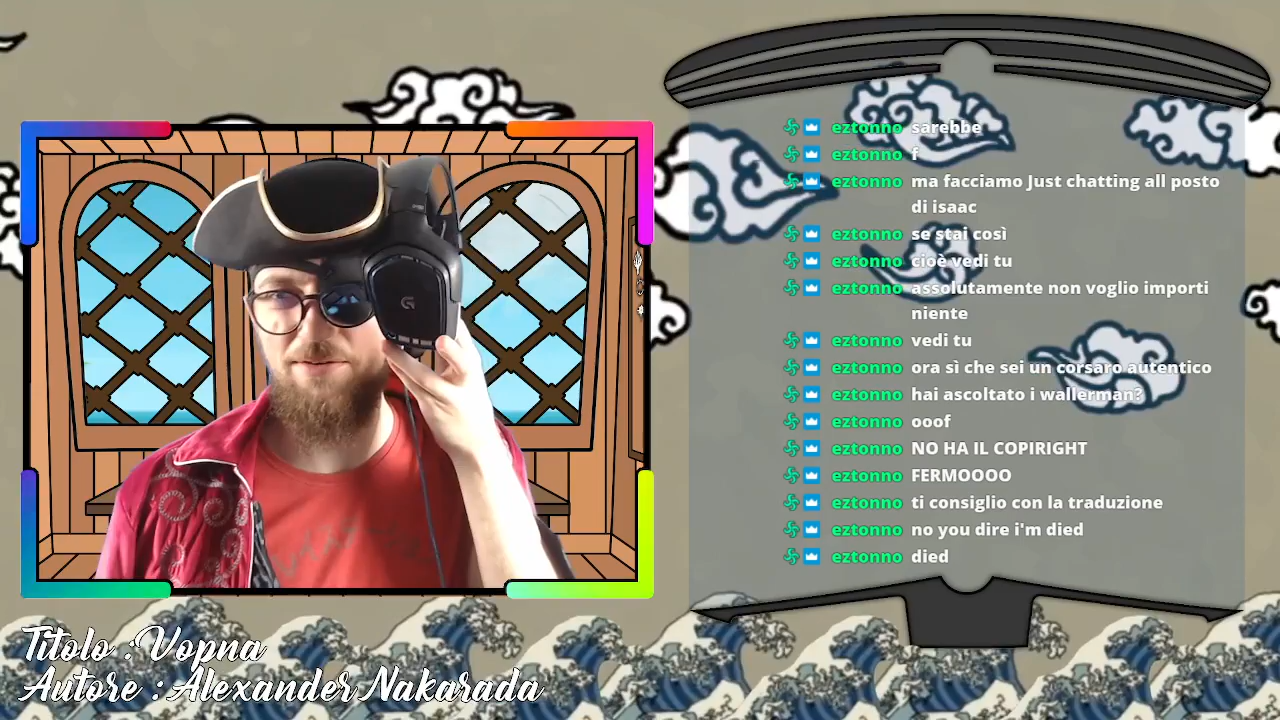 eztonno sarebbe
eztonno f
eztonno ma facciamo Just chatting all posto
di isaac
eztonno se stai così
eztonno cioè vedi tu
eztonno assolutamente non voglio importi
niente
eztonno vedi tu
eztonno ora sì che sei un corsaro autentico
eztonno hai ascoltato i wallerman?
eztonno ooof
eztonno NO HA IL COPIRIGHT
eztonno FERMOOOO
eztonno ti consiglio con la traduzione
eztonno no you dire i'm died
eztonno died
Titolo : Vopna
Autore : Alexander Nakarada